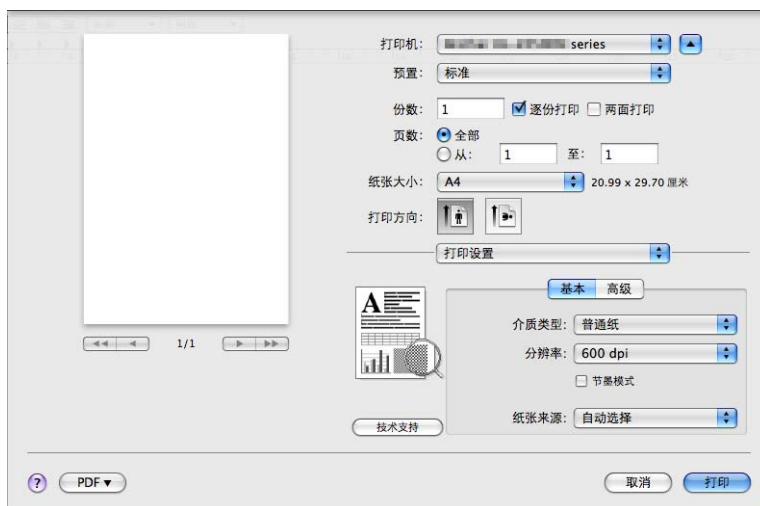 打印机: series
预置: 标准
份数: 1 逐份打印 两面打印
页数: 全部
从: 1 至: 1
纸张大小: A4 20.99 x 29.70 厘米
打印方向:
打印设置
基本 高级
介质类型: 普通纸
分辨率: 600 dpi
节墨模式
纸张来源: 自动选择
A
技术支持
1/1
? PDF▼ 取消 打印